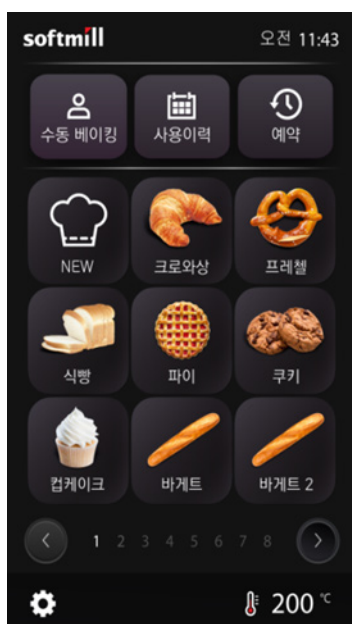 softmill 오전 11:43
수동 베이킹 사용이력 예약
NEW 크로와상 프레첼
식빵 파이 쿠키
컵케이크 바게트 바게트 2
1 2 3 4 5 6 7 8
200 ℃